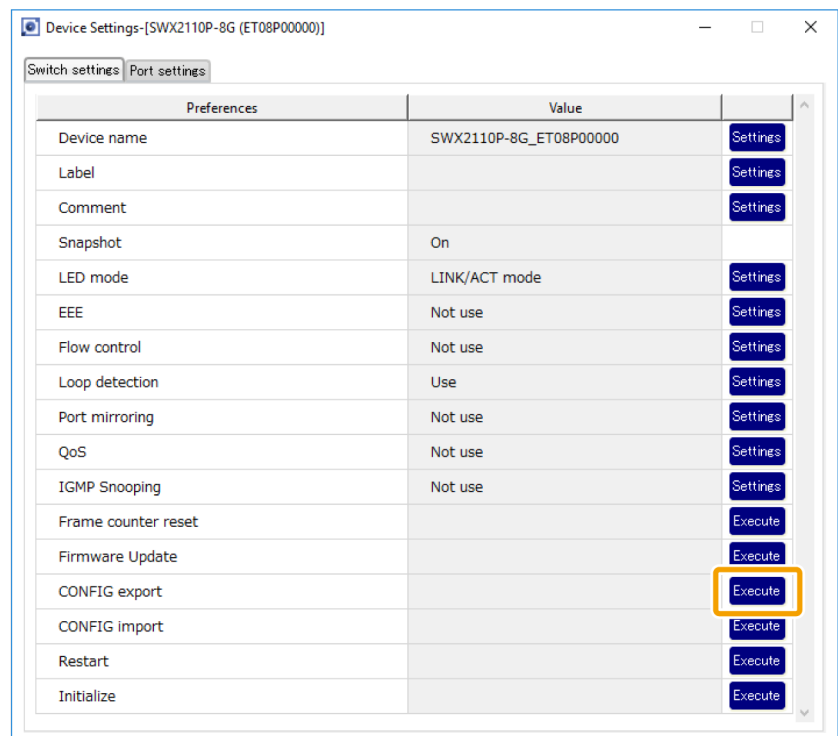 Device Settings-[SWX2110P-8G (ET08P00000)]
Switch settings Port settings
Preferences Value
Device name SWX2110P-8G_ET08P00000 Settings
Label Settings
Comment Settings
Snapshot On
LED mode LINK/ACT mode Settings
EEE Not use Settings
Flow control Not use Settings
Loop detection Use Settings
Port mirroring Not use Settings
QoS Not use Settings
IGMP Snooping Not use Settings
Frame counter reset Execute
Firmware Update Execute
CONFIG export Execute
CONFIG import Execute
Restart Execute
Initialize Execute